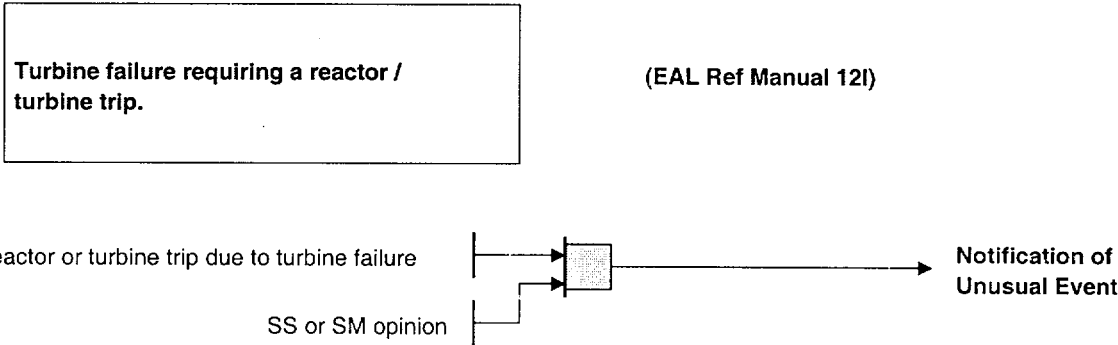 Turbine failure requiring a reactor /
turbine trip.
(EAL Ref Manual 12I)
eactor or turbine trip due to turbine failure
SS or SM opinion
Notification of
Unusual Event